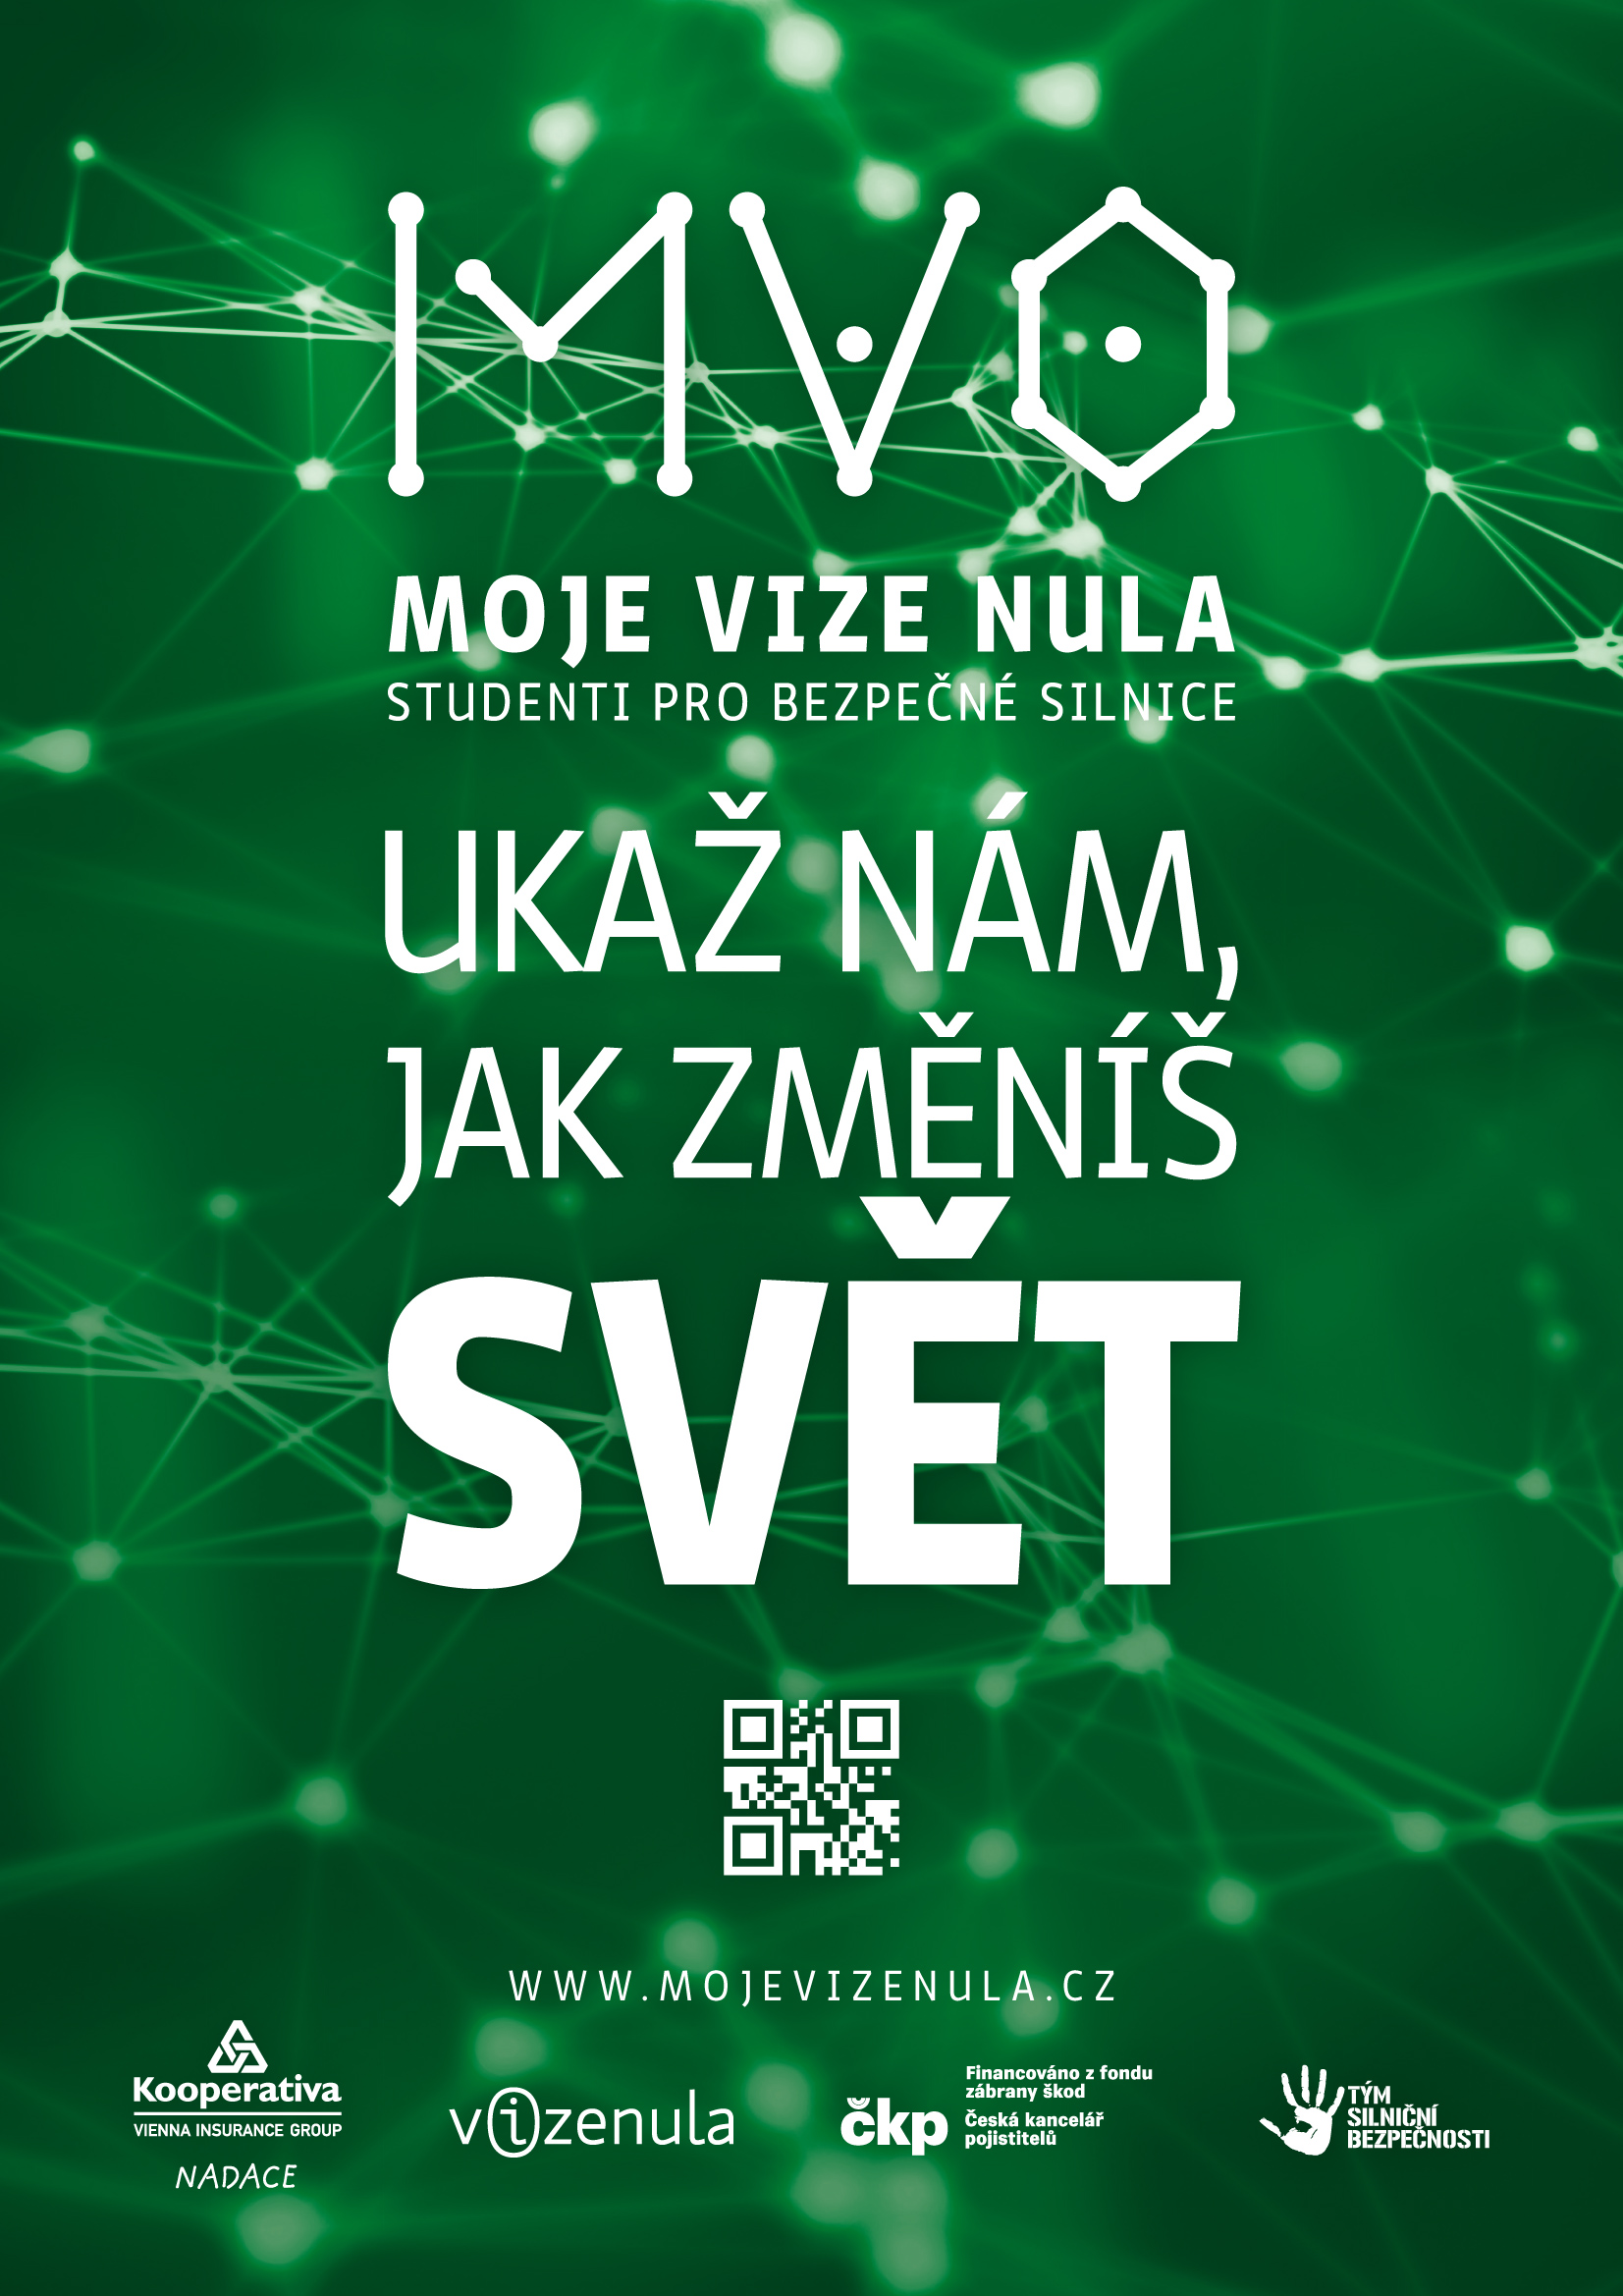 MV0
MOJE VIZE NULA
STUDENTI PRO BEZPEČNÉ SILNICE
UKAŽ NÁM,
JAK ZMĚNÍŠ
SVĚT
WWW.MOJEVIZENULA.CZ
Kooperativa
VIENNA INSURANCE GROUP
NADACE
vizenula
čkp
Financováno z fondu
zábrany škod
Česká kancelář
pojistitelů
TÝM
SILNIČNÍ
BEZPEČNOSTI